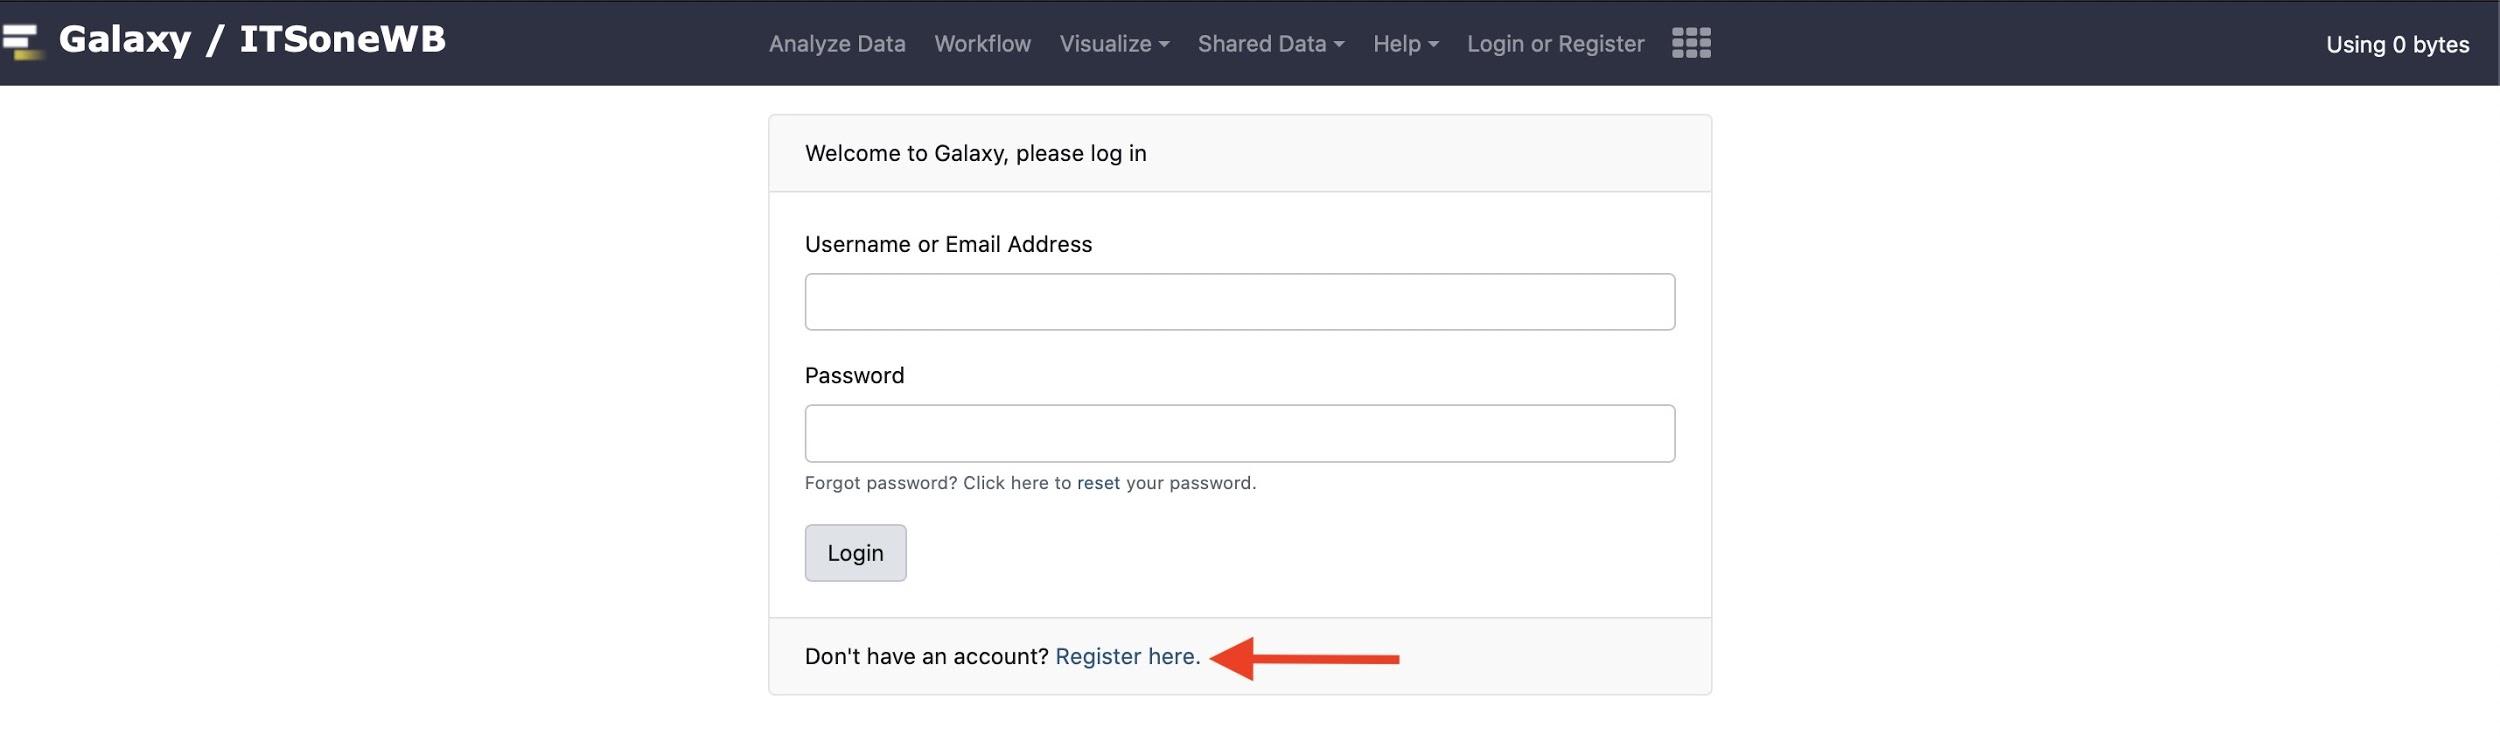 Galaxy / ITSoneWB
Analyze Data Workflow Visualize Shared Data Help Login or Register
Using 0 bytes
Welcome to Galaxy, please log in
Username or Email Address
Password
Forgot password? Click here to reset your password.
Login
Don't have an account? Register here.